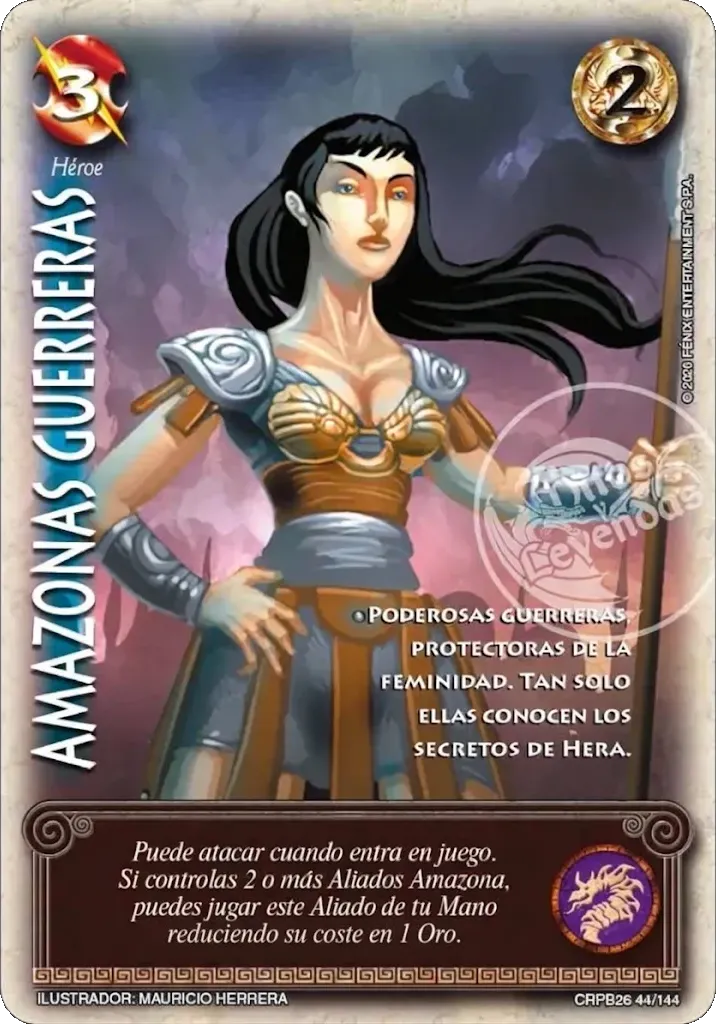 3
2
Héroe
AMAZONAS GUERRERAS
© 2020 FÉNIX ENTERTAINMENT S.P.A.
Mitos y Leyendas
PODEROSAS GUERRERAS,
PROTECTORAS DE LA
FEMINIDAD. TAN SOLO
ELLAS CONOCEN LOS
SECRETOS DE HERA.
Puede atacar cuando entra en juego.
Si controlas 2 o más Aliados Amazona,
puedes jugar este Aliado de tu Mano
reduciendo su coste en 1 Oro.
ILUSTRADOR: MAURICIO HERRERA
CRPB26 44/144